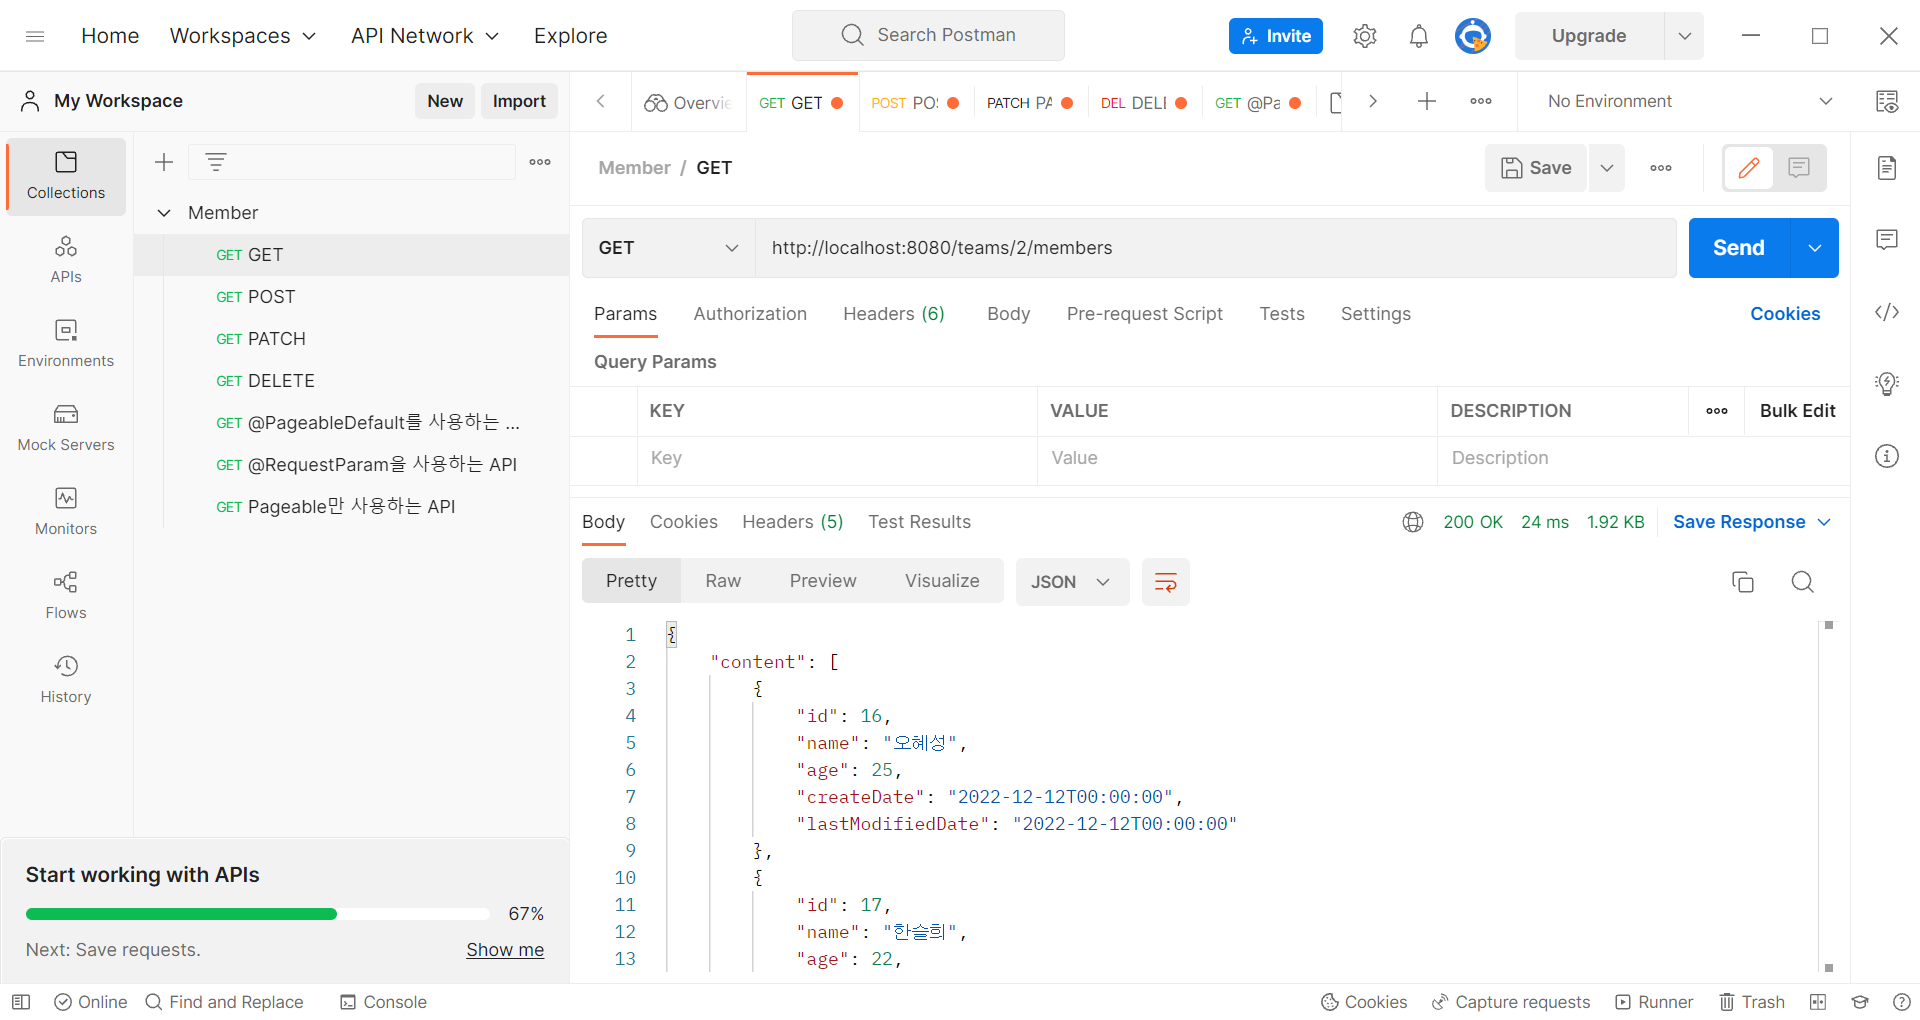 Home Workspaces API Network Explore Search Postman Invite Upgrade
My Workspace New Import Overvie GET GET POST PO PATCH PA DEL DELE GET @Pa No Environment
Collections
APIs
Environments
Mock Servers
Monitors
Flows
History
Member
GET GET
GET POST
GET PATCH
GET DELETE
GET @PageableDefault를 사용하는 ...
GET @RequestParam을 사용하는 API
GET Pageable만 사용하는 API
Start working with APIs
67%
Next: Save requests. Show me
Member / GET Save
GET http://localhost:8080/teams/2/members Send
Params Authorization Headers (6) Body Pre-request Script Tests Settings Cookies
Query Params
KEY VALUE DESCRIPTION Bulk Edit
Key Value Description
Body Cookies Headers (5) Test Results 200 OK 24 ms 1.92 KB Save Response
Pretty Raw Preview Visualize JSON
1 {
2 "content": [
3 {
4 "id": 16,
5 "name": "오혜성",
6 "age": 25,
7 "createDate": "2022-12-12T00:00:00",
8 "lastModifiedDate": "2022-12-12T00:00:00"
9 },
10 {
11 "id": 17,
12 "name": "한슬희",
13 "age": 22,
Online Find and Replace Console Cookies Capture requests Runner Trash